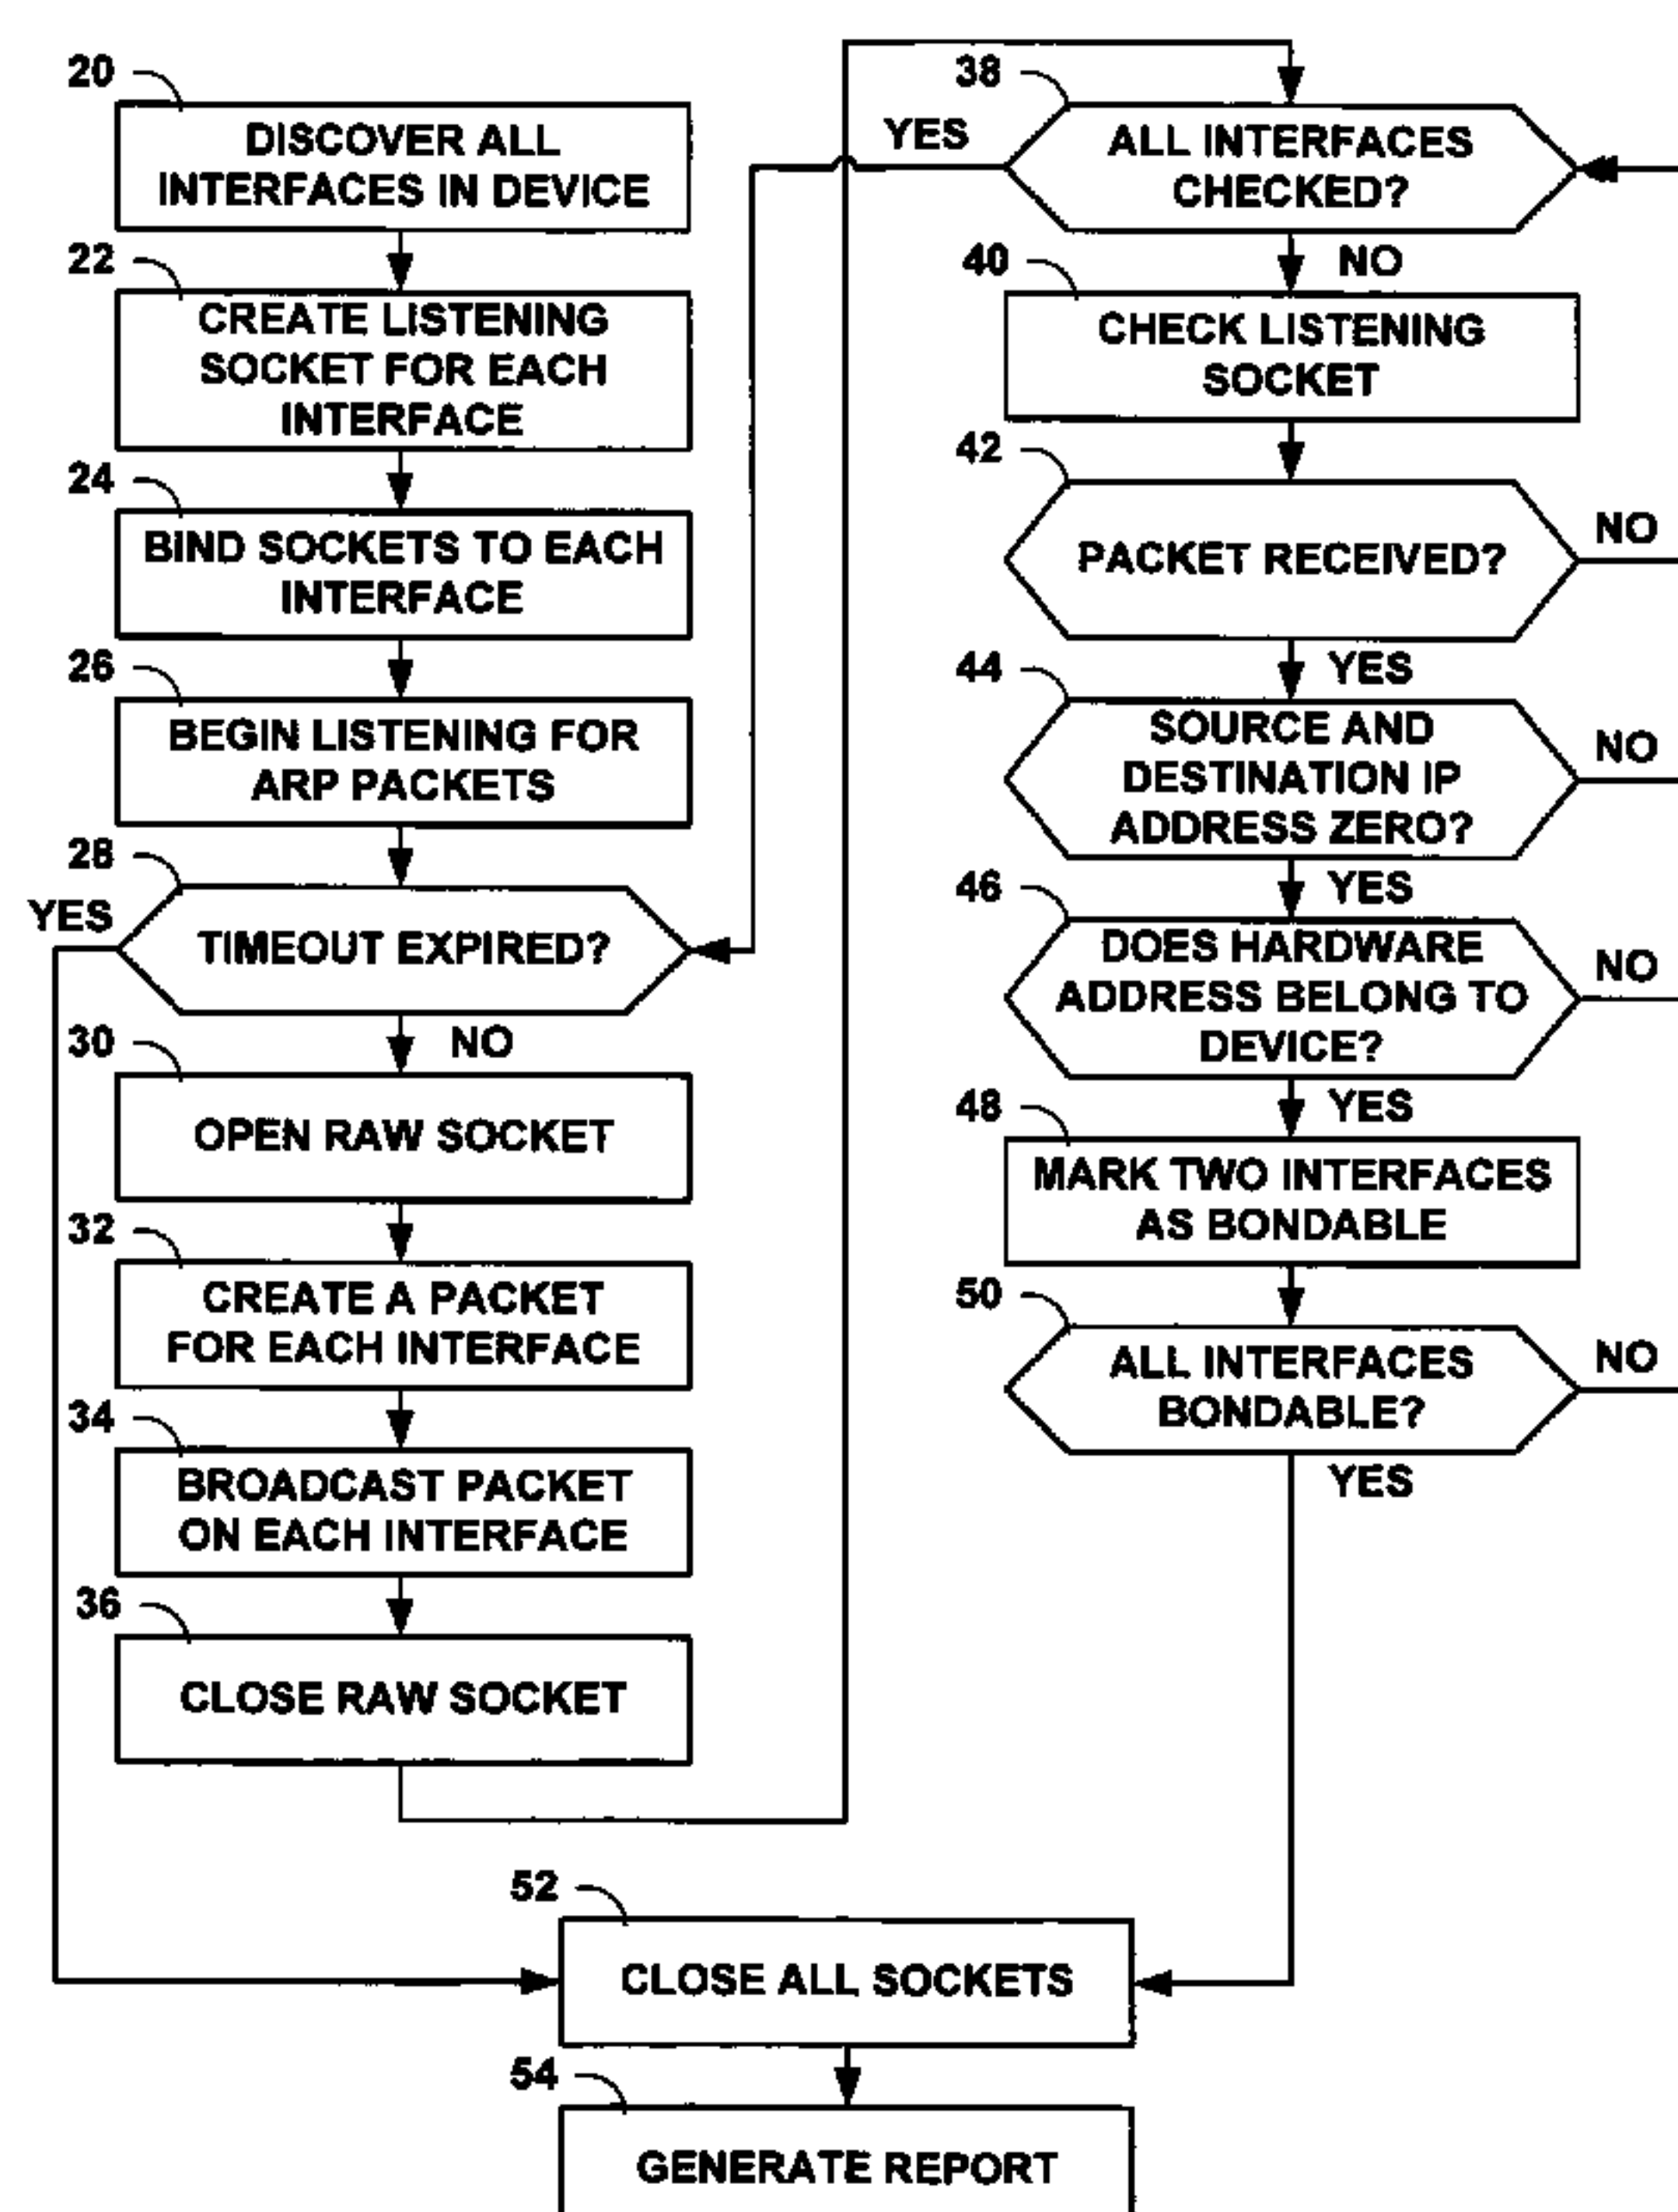 20
DISCOVER ALL
INTERFACES IN DEVICE
22
CREATE LISTENING
SOCKET FOR EACH
INTERFACE
24
BIND SOCKETS TO EACH
INTERFACE
26
BEGIN LISTENING FOR
ARP PACKETS
28
YES
TIMEOUT EXPIRED?
NO
30
OPEN RAW SOCKET
32
CREATE A PACKET
FOR EACH INTERFACE
34
BROADCAST PACKET
ON EACH INTERFACE
36
CLOSE RAW SOCKET
38
YES
ALL INTERFACES
CHECKED?
NO
40
CHECK LISTENING
SOCKET
42
PACKET RECEIVED?
NO
YES
44
SOURCE AND
DESTINATION IP
ADDRESS ZERO?
NO
YES
46
DOES HARDWARE
ADDRESS BELONG TO
DEVICE?
NO
YES
48
MARK TWO INTERFACES
AS BONDABLE
50
ALL INTERFACES
BONDABLE?
NO
YES
52
CLOSE ALL SOCKETS
54
GENERATE REPORT